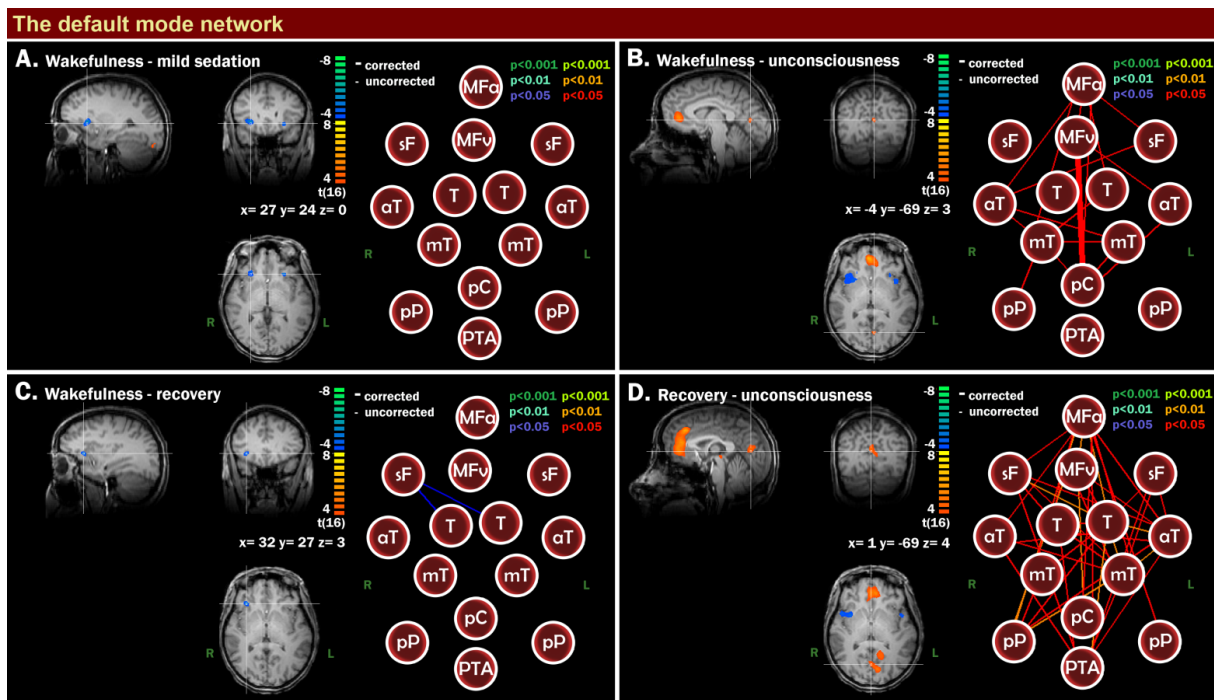 The default mode network
A. Wakefulness - mild sedation
-8
-4
8
4
t(16)
x= 27 y= 24 z= 0
R
L
- corrected
- uncorrected
p<0.001 p<0.001
p<0.01 p<0.01
p<0.05 p<0.05
MFa
sF MFv sF
aT T T aT
mT mT
R L
pC
pP pP
PTA
B. Wakefulness - unconsciousness
-8
-4
8
4
t(16)
x= -4 y= -69 z= 3
R
L
- corrected
- uncorrected
p<0.001 p<0.001
p<0.01 p<0.01
p<0.05 p<0.05
MFa
sF MFv sF
aT T T aT
mT mT
R L
pC
pP pP
PTA
C. Wakefulness - recovery
-8
-4
8
4
t(16)
x= 32 y= 27 z= 3
R
L
- corrected
- uncorrected
p<0.001 p<0.001
p<0.01 p<0.01
p<0.05 p<0.05
MFa
sF MFv sF
aT T T aT
mT mT
R L
pC
pP pP
PTA
D. Recovery - unconsciousness
-8
-4
8
4
t(16)
x= 1 y= -69 z= 4
R
L
- corrected
- uncorrected
p<0.001 p<0.001
p<0.01 p<0.01
p<0.05 p<0.05
MFa
sF MFv sF
aT T T aT
mT mT
R L
pC
pP pP
PTA